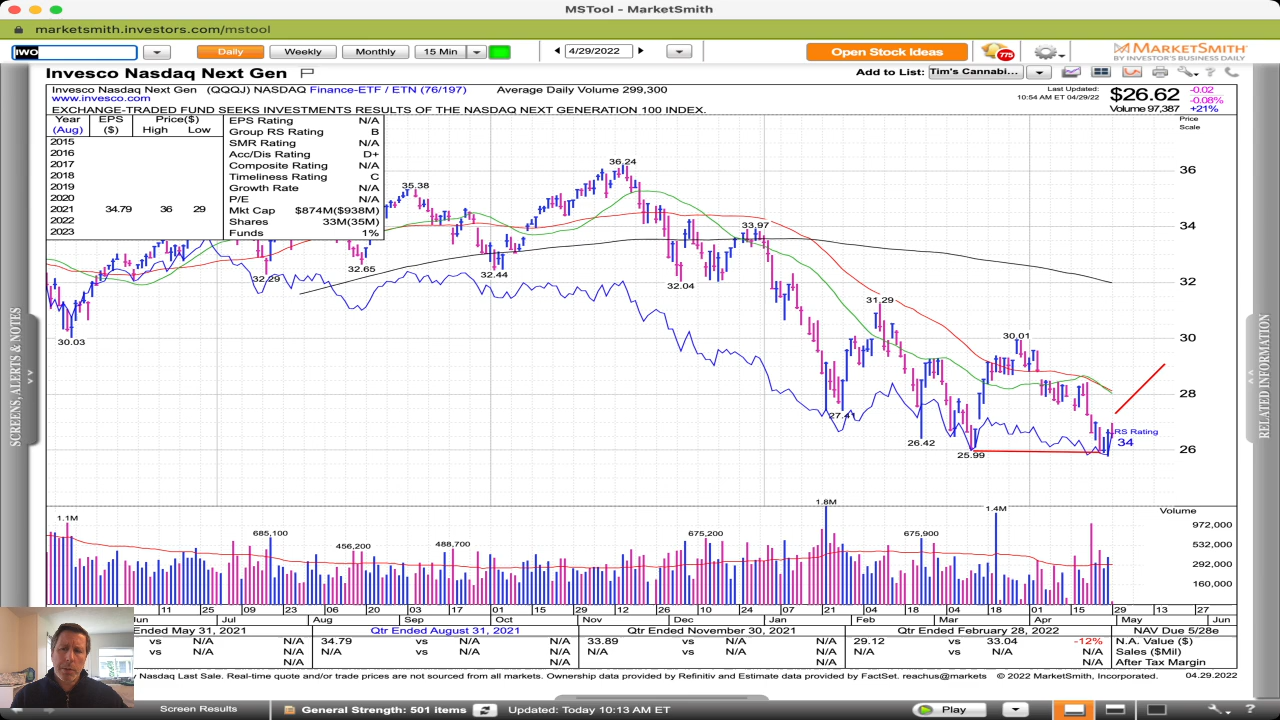 MSTool - MarketSmith
marketsmith.investors.com/mstool
IWO
Daily Weekly Monthly 15 Min 4/29/2022 Open Stock Ideas 775 MARKETSMITH
BY INVESTOR'S BUSINESS DAILY
Invesco Nasdaq Next Gen Add to List: Tim's Cannabi...
Invesco Nasdaq Next Gen (QQQJ) NASDAQ Finance-ETF / ETN (76/197) Average Daily Volume 299,300
www.invesco.com
EXCHANGE-TRADED FUND SEEKS INVESTMENTS RESULTS OF THE NASDAQ NEXT GENERATION 100 INDEX.
Last Updated: 10:54 AM ET 04/29/22
$26.62 -0.02 -0.08%
Volume 97,387 +21%
Year (Aug) EPS ($) Price($) High Low
2015
2016
2017
2018
2019
2020
2021 34.79 36 29
2022
2023
EPS Rating N/A
Group RS Rating B
SMR Rating N/A
Acc/Dis Rating D+
Composite Rating N/A
Timeliness Rating C
Growth Rate N/A
P/E N/A
Mkt Cap $874M($938M)
Shares 33M(35M)
Funds 1%
Price Scale
36
34
32
30
28
26
36.24
35.38
33.97
32.65
32.44
32.29
32.04
31.29
30.03
30.01
27.41
26.42
25.99
RS Rating
34
SCREENS, ALERTS & NOTES
RELATED INFORMATION
Volume
972,000
532,000
292,000
160,000
1.1M 685,100 456,200 488,700 675,200 1.8M 675,900 1.4M
11 25 09 23 06 20 03 17 01 15 29 12 26 10 24 07 21 04 18 04 18 01 15 29 13 27
Jun Jul Aug Sep Oct Nov Dec Jan Feb Mar Apr May Jun
Ended May 31, 2021 Qtr Ended August 31, 2021 Qtr Ended November 30, 2021 Qtr Ended February 28, 2022 NAV Due 5/28e
vs N/A 34.79 vs N/A 33.89 vs N/A 29.12 vs 33.04 -12% N.A. Value ($)
vs N/A N/A vs N/A N/A vs N/A N/A vs N/A N/A Sales ($Mil)
N/A N/A N/A N/A After Tax Margin
Nasdaq Last Sale. Real-time quote and/or trade prices are not sourced from all markets. Ownership data provided by Refinitiv and Estimate data provided by FactSet. reachus@markets © 2022 MarketSmith, Inc. 04.29.2022
Screen Results General Strength: 501 items Updated: Today 10:13 AM ET Play